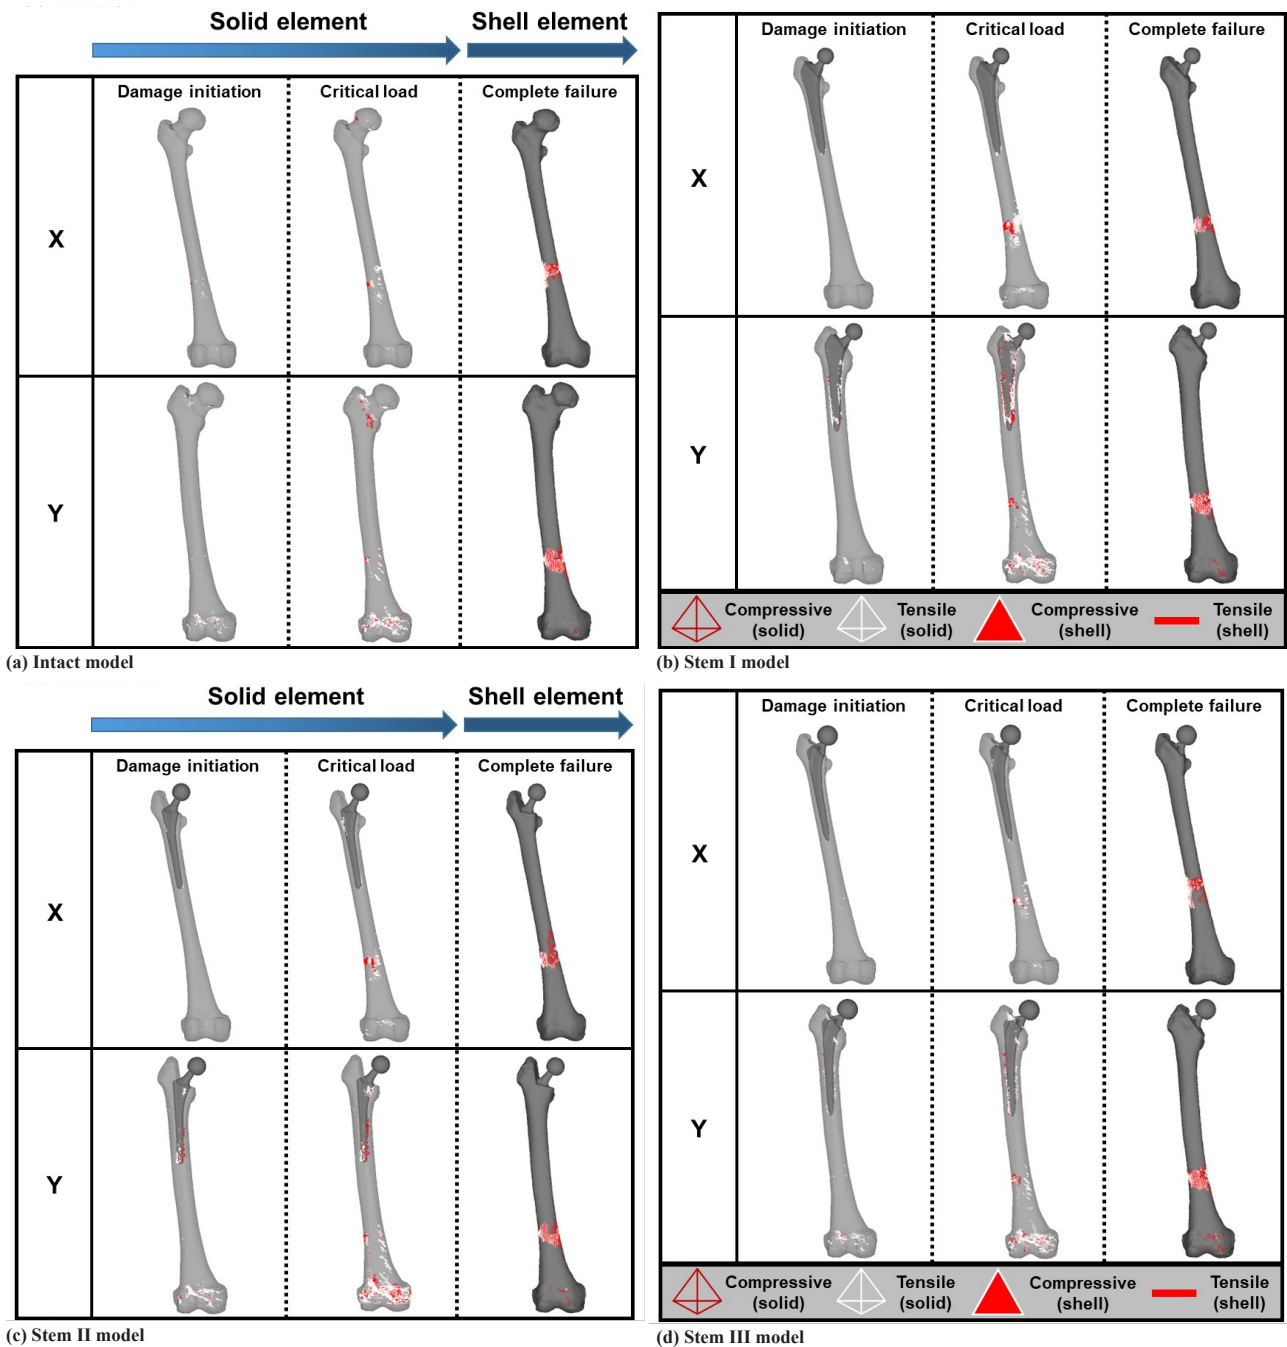 Solid element
Shell element
Damage initiation
Critical load
Complete failure
X
Y
(a) Intact model
Damage initiation
Critical load
Complete failure
X
Y
Compressive
(solid)
Tensile
(solid)
Compressive
(shell)
Tensile
(shell)
(b) Stem I model
Solid element
Shell element
Damage initiation
Critical load
Complete failure
X
Y
(c) Stem II model
Damage initiation
Critical load
Complete failure
X
Y
Compressive
(solid)
Tensile
(solid)
Compressive
(shell)
Tensile
(shell)
(d) Stem III model